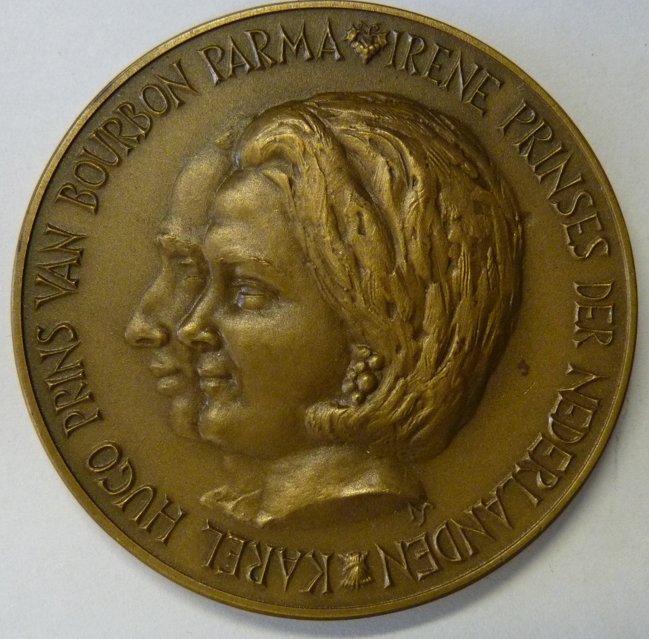 KAREL HUGO PRINS VAN BOURBON PARMA
IRENE PRINSES DER NEDERLANDEN